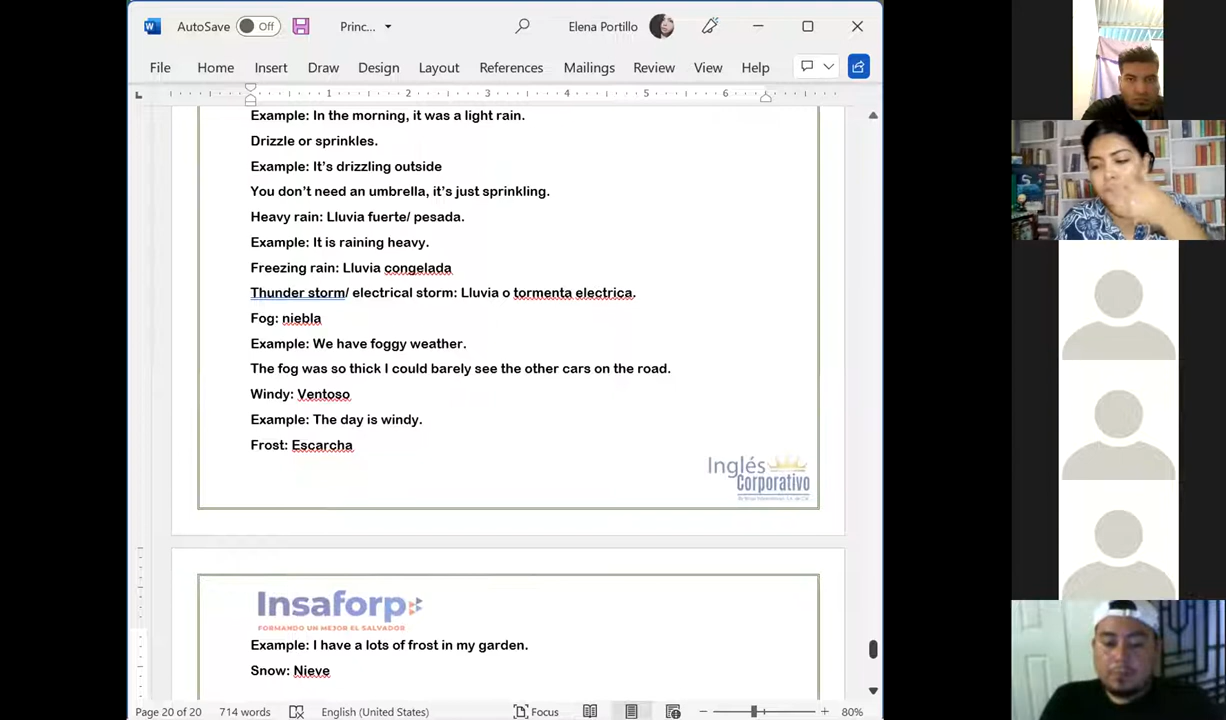 AutoSave Off Princ... Elena Portillo
File Home Insert Draw Design Layout References Mailings Review View Help
1 2 3 4 5 6
Example: In the morning, it was a light rain.
Drizzle or sprinkles.
Example: It's drizzling outside
You don't need an umbrella, it's just sprinkling.
Heavy rain: Lluvia fuerte/ pesada.
Example: It is raining heavy.
Freezing rain: Lluvia congelada
Thunder storm/ electrical storm: Lluvia o tormenta electrica.
Fog: niebla
Example: We have foggy weather.
The fog was so thick I could barely see the other cars on the road.
Windy: Ventoso
Example: The day is windy.
Frost: Escarcha
Inglés
Corporativo
Insaforp
FORMANDO UN MEJOR EL SALVADOR
Example: I have a lots of frost in my garden.
Snow: Nieve
Page 20 of 20 714 words English (United States) Focus 80%